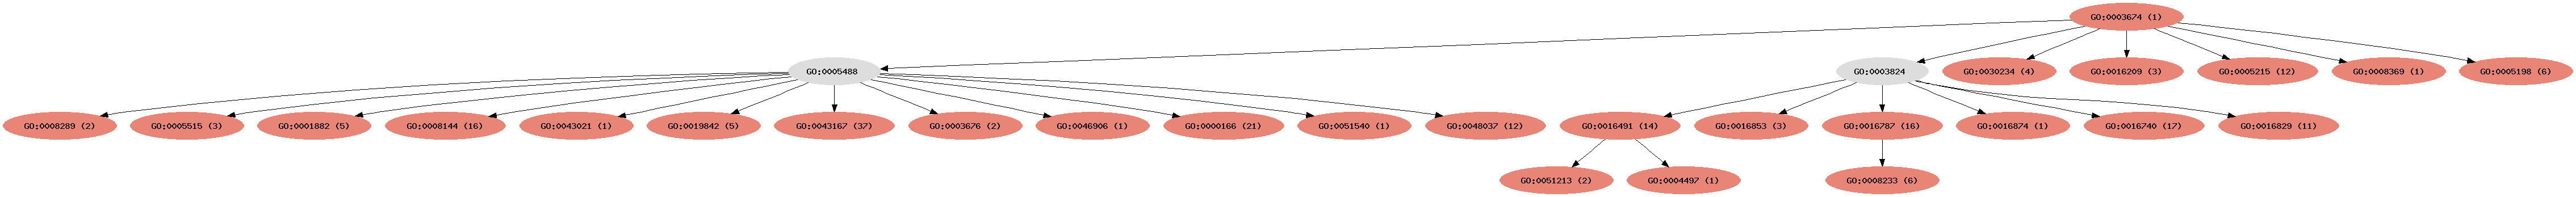 GO:0003674 (1)
GO:0005488
GO:0003824
GO:0030234 (4)
GO:0016209 (3)
GO:0005215 (12)
GO:0008369 (1)
GO:0005198 (6)
GO:0008289 (2)
GO:0005515 (3)
GO:0001882 (5)
GO:0008144 (16)
GO:0043021 (1)
GO:0019842 (5)
GO:0043167 (37)
GO:0003676 (2)
GO:0046906 (1)
GO:0000166 (21)
GO:0051540 (1)
GO:0048037 (12)
GO:0016491 (14)
GO:0016853 (3)
GO:0016787 (16)
GO:0016874 (1)
GO:0016740 (17)
GO:0016829 (11)
GO:0051213 (2)
GO:0004497 (1)
GO:0008233 (6)